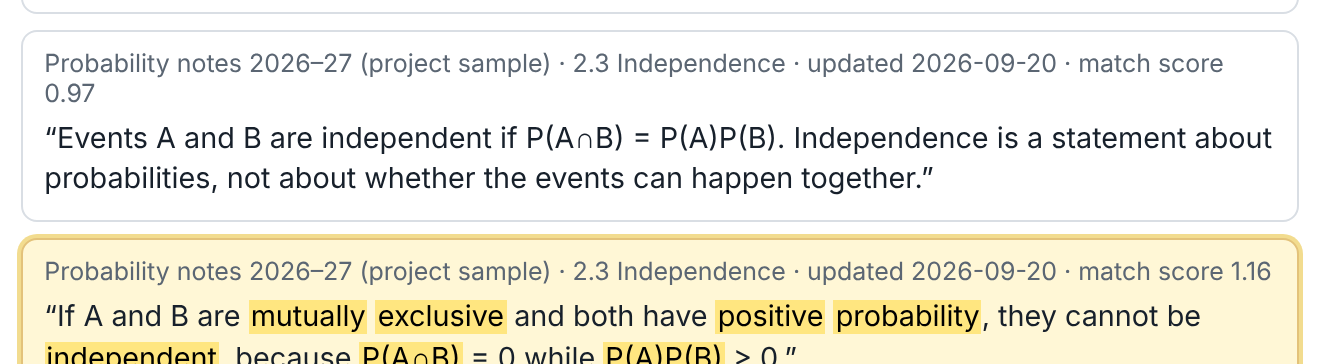 Probability notes 2026–27 (project sample) · 2.3 Independence · updated 2026-09-20 · match score
0.97
“Events A and B are independent if P(A∩B) = P(A)P(B). Independence is a statement about
probabilities, not about whether the events can happen together.”
Probability notes 2026–27 (project sample) · 2.3 Independence · updated 2026-09-20 · match score 1.16
“If A and B are mutually exclusive and both have positive probability, they cannot be
independent, because P(A∩B) = 0 while P(A)P(B) > 0.”